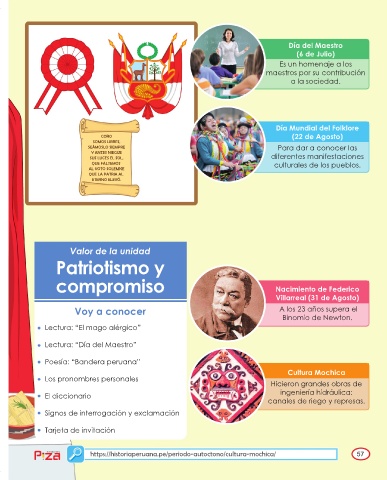 CORO
SOMOS LIBRES,
SEÁMOSLO SIEMPRE
Y ANTES NIEGUE
SUS LUCES EL SOL,
QUE FALTEMOS
AL VOTO SOLEMNE
QUE LA PATRIA AL
ETERNO ELEVÓ.
Día del Maestro
(6 de Julio)
Es un homenaje a los
maestros por su contribución
a la sociedad.
Día Mundial del Folklore
(22 de Agosto)
Para dar a conocer las
diferentes manifestaciones
culturales de los pueblos.
Valor de la unidad
Patriotismo y
compromiso
Voy a conocer
• Lectura: “El mago alérgico”
• Lectura: “Día del Maestro”
• Poesía: “Bandera peruana”
• Los pronombres personales
• El diccionario
• Signos de interrogación y exclamación
• Tarjeta de invitación
Nacimiento de Federico
Villarreal (31 de Agosto)
A los 23 años supera el
Binomio de Newton.
Cultura Mochica
Hicieron grandes obras de
ingeniería hidráulica:
canales de riego y represas.
https://historiaperuana.pe/periodo-autoctono/cultura-mochica/
57